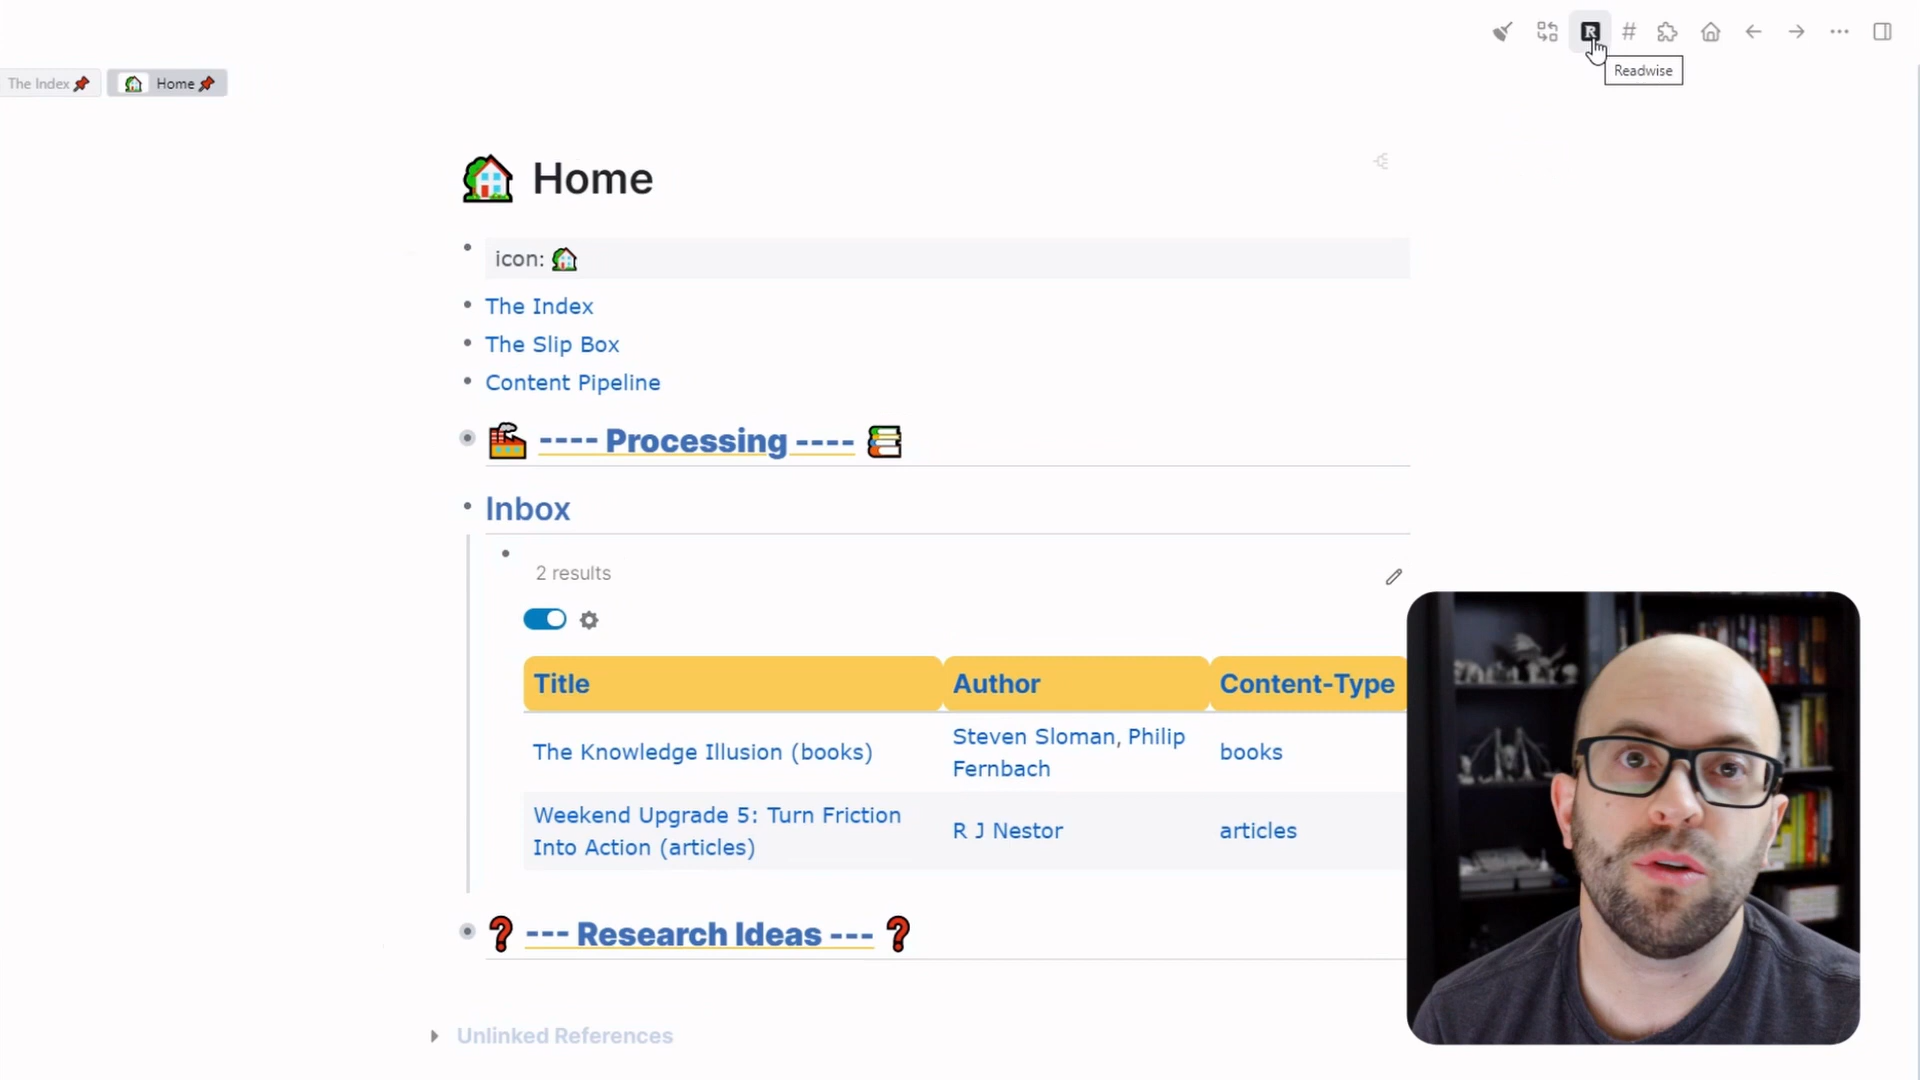 R
#
Readwise
The Index
Home
Home
icon:
The Index
The Slip Box
Content Pipeline
---- Processing ----
Inbox
2 results
Title Author Content-Type
The Knowledge Illusion (books)
Steven Sloman, Philip
Fernbach
books
Weekend Upgrade 5: Turn Friction
Into Action (articles)
R J Nestor
articles
❓ --- Research Ideas --- ❓
Unlinked References